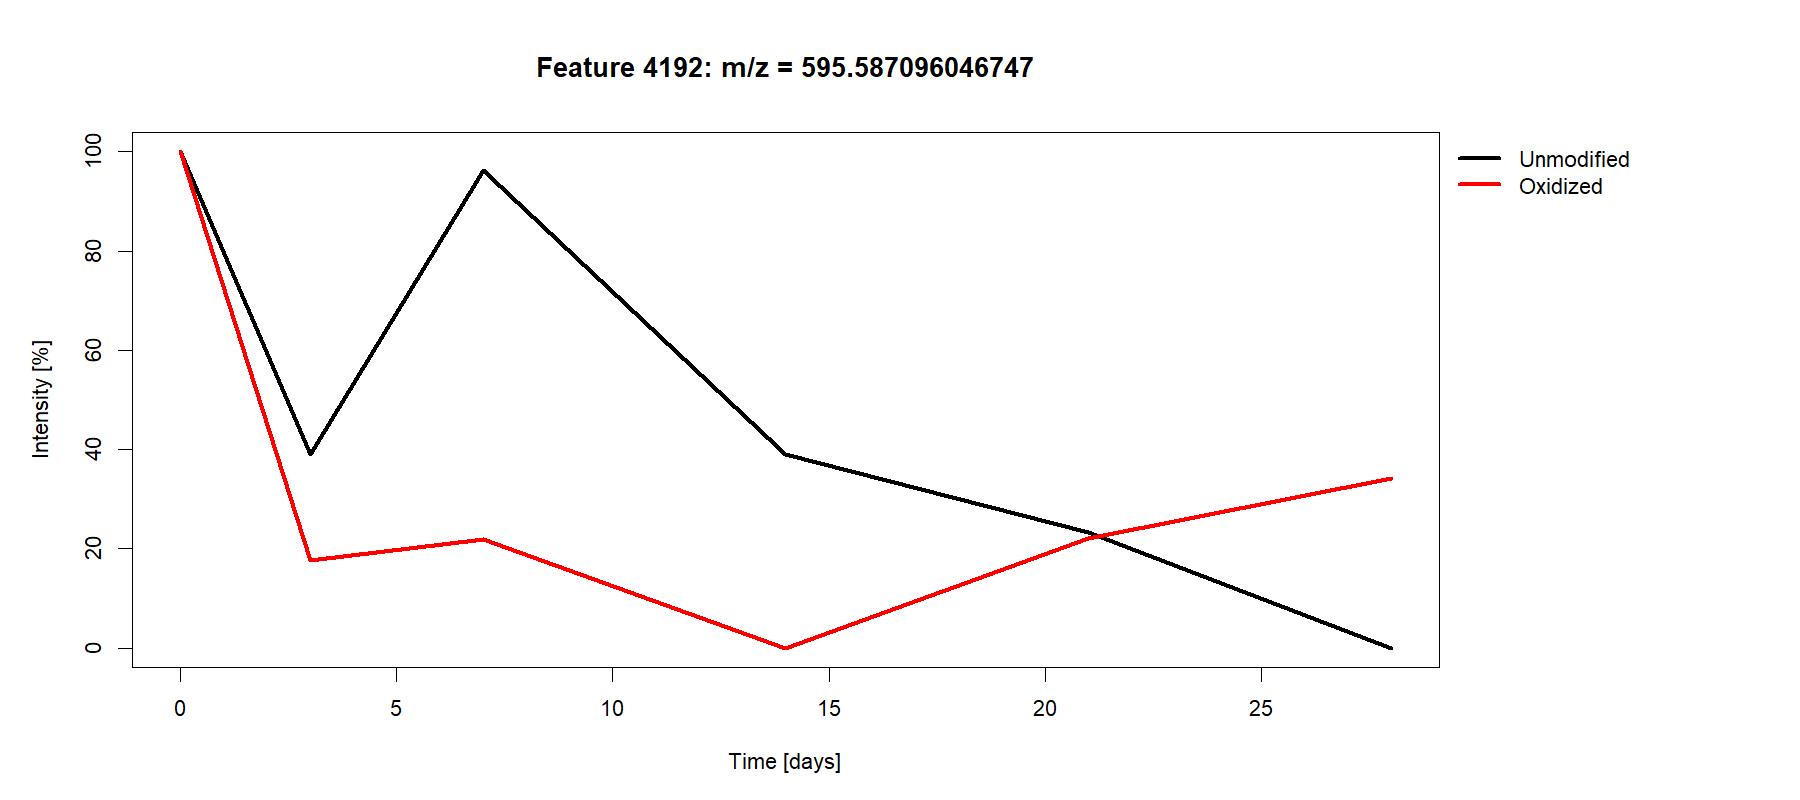 Feature 4192: m/z = 595.587096046747
Unmodified
Oxidized
Intensity [%]
100
80
60
40
20
0
0 5 10 15 20 25
Time [days]